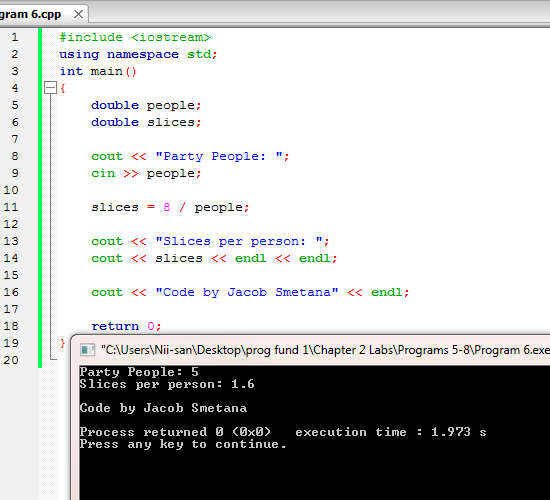 gram 6.cpp
1 #include <iostream>
2 using namespace std;
3 int main()
4 {
5 double people;
6 double slices;
7
8 cout << "Party People: ";
9 cin >> people;
10
11 slices = 8 / people;
12
13 cout << "Slices per person: ";
14 cout << slices << endl << endl;
15
16 cout << "Code by Jacob Smetana" << endl;
17
18 return 0;
19 }
20
"C:\Users\Nii-san\Desktop\prog fund 1\Chapter 2 Labs\Programs 5-8\Program 6.exe
Party People: 5
Slices per person: 1.6
Code by Jacob Smetana
Process returned 0 (0x0) execution time : 1.973 s
Press any key to continue.